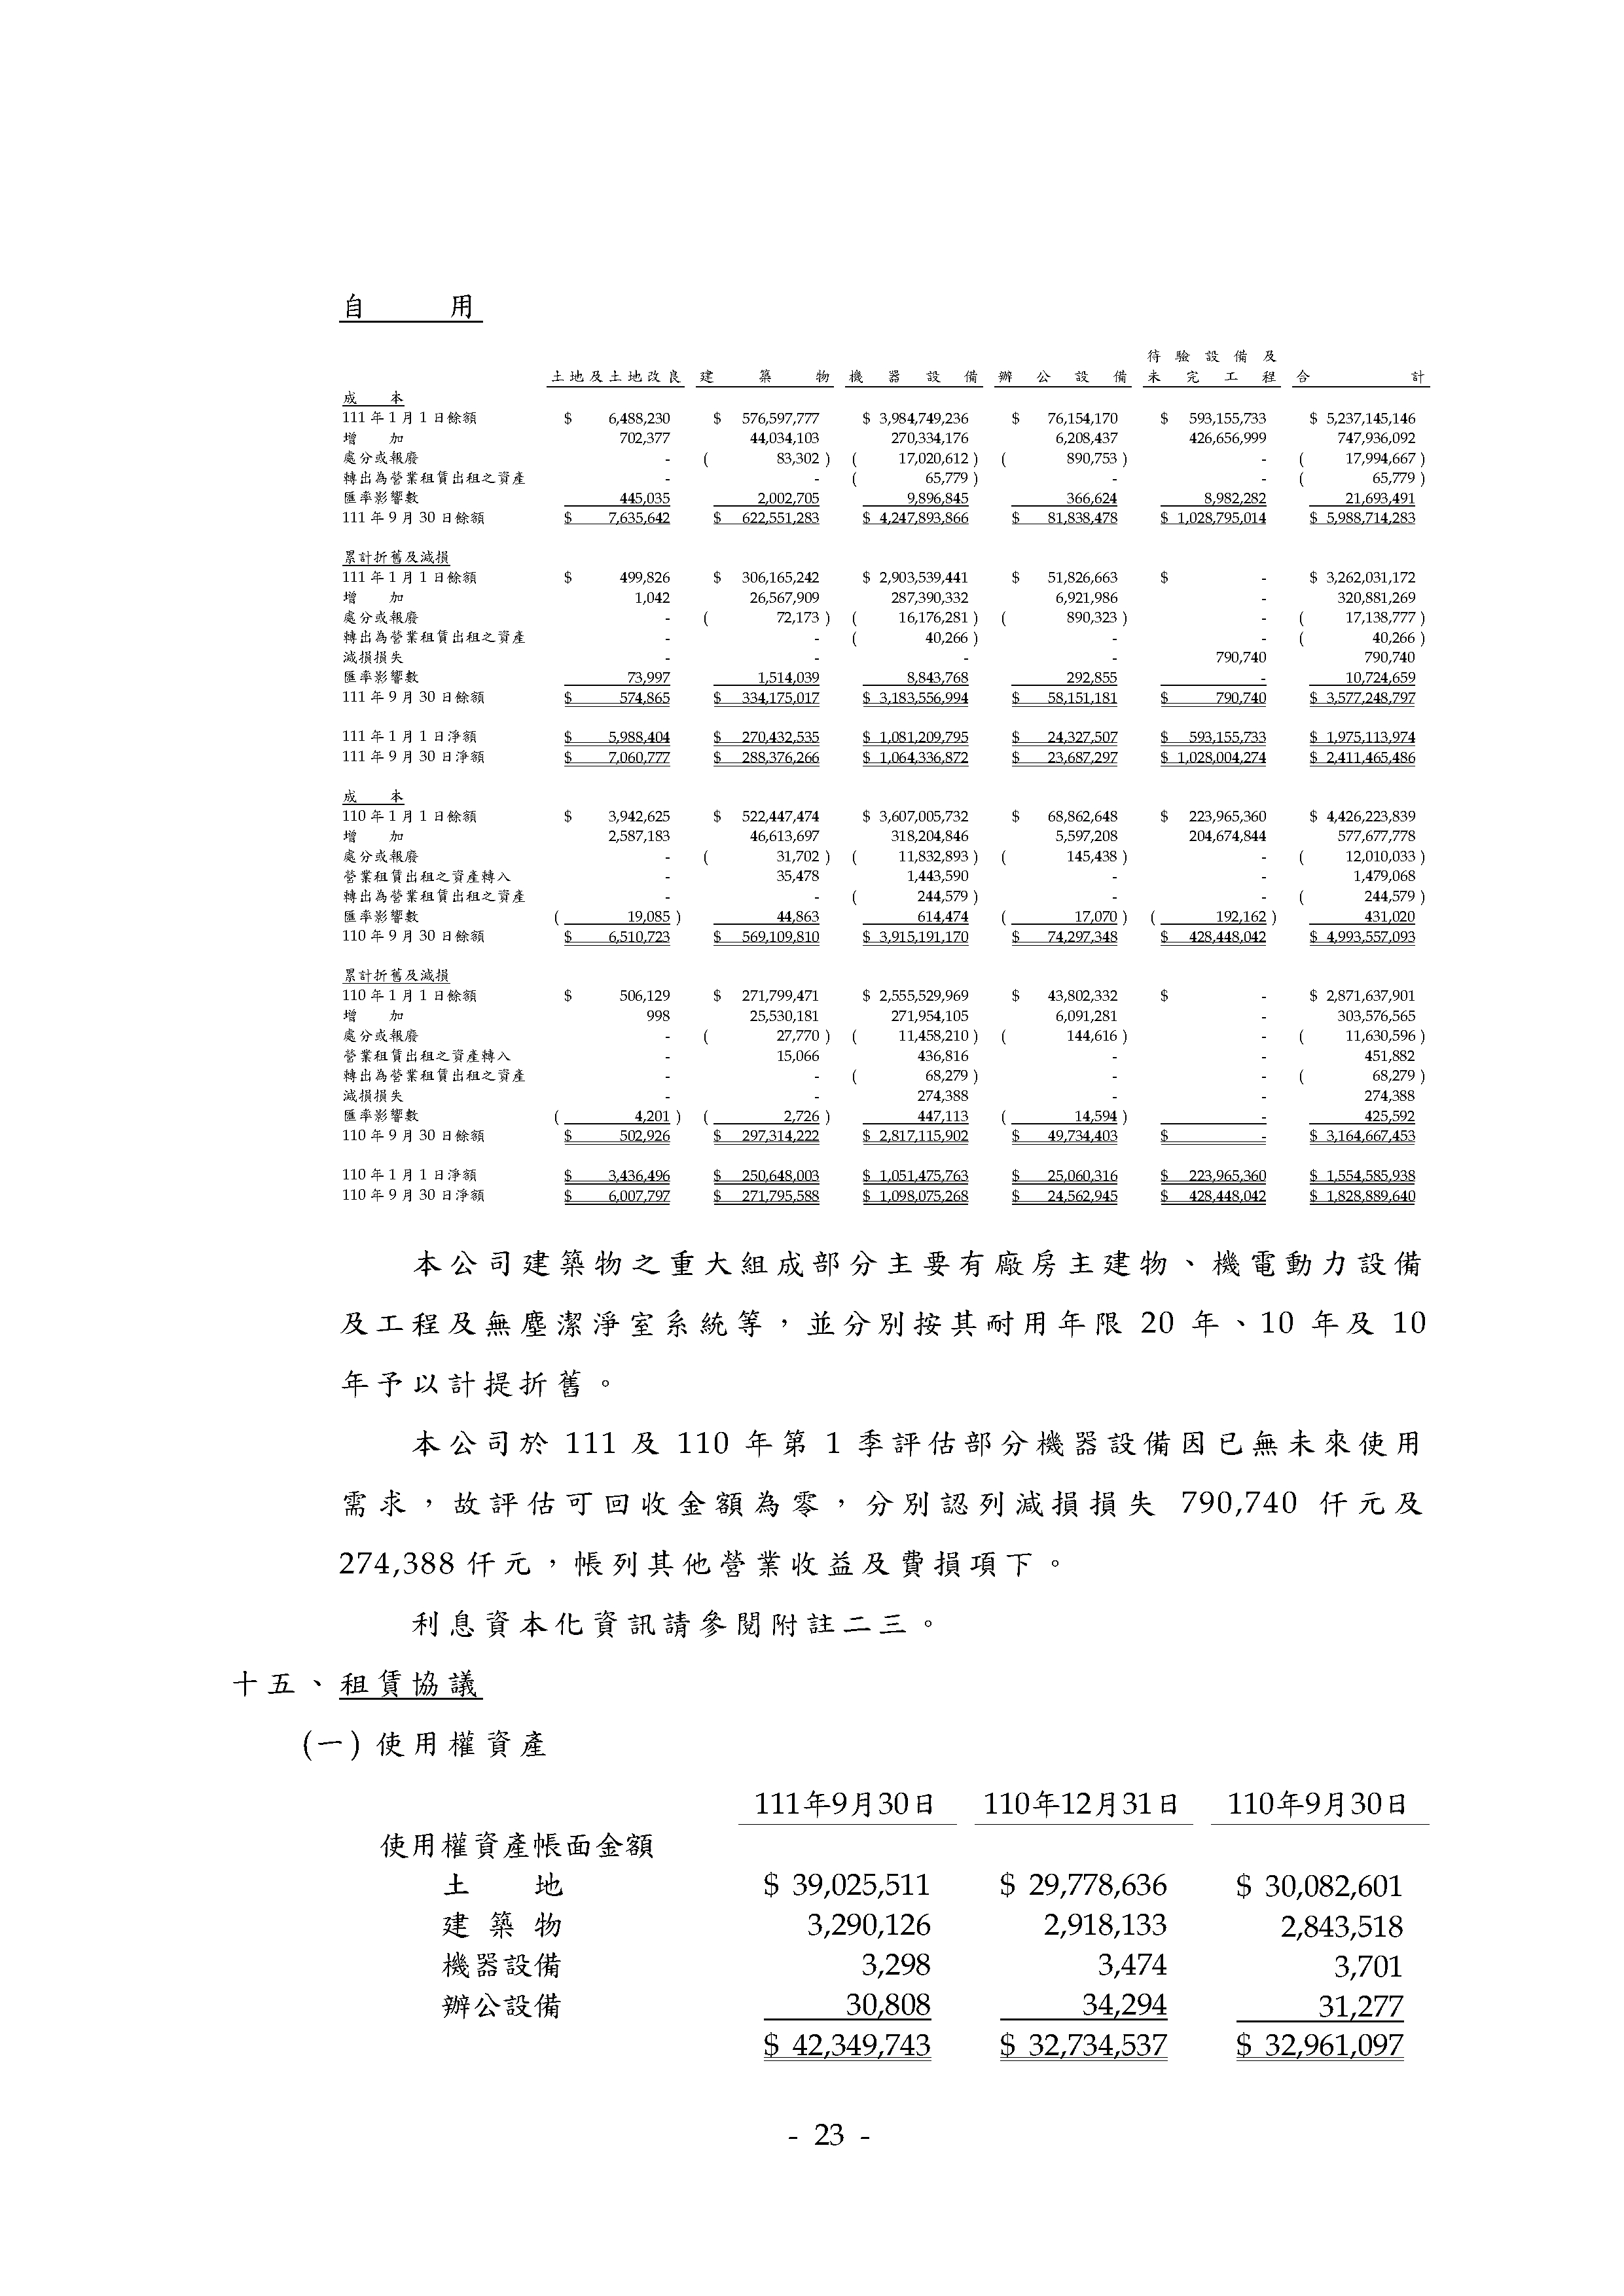 自用
待驗設備及
土地及土地改良 建築物 機器設備 辦公設備 未完工程 合計
成本
111年1月1日餘額 $ 6,488,230 $ 576,597,777 $ 3,984,749,236 $ 76,154,170 $ 593,155,733 $ 5,237,145,146
增加 702,377 44,034,103 270,334,176 6,208,437 426,656,999 747,936,092
處分或報廢 - ( 83,302 ) ( 17,020,612 ) ( 890,753 ) - ( 17,994,667 )
轉出為營業租賃出租之資產 - - ( 65,779 ) - - ( 65,779 )
匯率影響數 445,035 2,002,705 9,896,845 366,624 8,982,282 21,693,491
111年9月30日餘額 $ 7,635,642 $ 622,551,283 $ 4,247,893,866 $ 81,838,478 $ 1,028,795,014 $ 5,988,714,283
累計折舊及減損
111年1月1日餘額 $ 499,826 $ 306,165,242 $ 2,903,539,441 $ 51,826,663 $ - $ 3,262,031,172
增加 1,042 26,567,909 287,390,332 6,921,986 - 320,881,269
處分或報廢 - ( 72,173 ) ( 16,176,281 ) ( 890,323 ) - ( 17,138,777 )
轉出為營業租賃出租之資產 - - ( 40,266 ) - - ( 40,266 )
減損損失 - - - - 790,740 790,740
匯率影響數 73,997 1,514,039 8,843,768 292,855 - 10,724,659
111年9月30日餘額 $ 574,865 $ 334,175,017 $ 3,183,556,994 $ 58,151,181 $ 790,740 $ 3,577,248,797
111年1月1日淨額 $ 5,988,404 $ 270,432,535 $ 1,081,209,795 $ 24,327,507 $ 593,155,733 $ 1,975,113,974
111年9月30日淨額 $ 7,060,777 $ 288,376,266 $ 1,064,336,872 $ 23,687,297 $ 1,028,004,274 $ 2,411,465,486
成本
110年1月1日餘額 $ 3,942,625 $ 522,447,474 $ 3,607,005,732 $ 68,862,648 $ 223,965,360 $ 4,426,223,839
增加 2,587,183 46,613,697 318,204,846 5,597,208 204,674,844 577,677,778
處分或報廢 - ( 31,702 ) ( 11,832,893 ) ( 145,438 ) - ( 12,010,033 )
營業租賃出租之資產轉入 - 35,478 1,443,590 - - 1,479,068
轉出為營業租賃出租之資產 - - ( 244,579 ) - - ( 244,579 )
匯率影響數 ( 19,085 ) 44,863 614,474 ( 17,070 ) ( 192,162 ) 431,020
110年9月30日餘額 $ 6,510,723 $ 569,109,810 $ 3,915,191,170 $ 74,297,348 $ 428,448,042 $ 4,993,557,093
累計折舊及減損
110年1月1日餘額 $ 506,129 $ 271,799,471 $ 2,555,529,969 $ 43,802,332 $ - $ 2,871,637,901
增加 998 25,530,181 271,954,105 6,091,281 - 303,576,565
處分或報廢 - ( 27,770 ) ( 11,458,210 ) ( 144,616 ) - ( 11,630,596 )
營業租賃出租之資產轉入 - 15,066 436,816 - - 451,882
轉出為營業租賃出租之資產 - - ( 68,279 ) - - ( 68,279 )
減損損失 - - 274,388 - - 274,388
匯率影響數 ( 4,201 ) ( 2,726 ) 447,113 ( 14,594 ) - 425,592
110年9月30日餘額 $ 502,926 $ 297,314,222 $ 2,817,115,902 $ 49,734,403 $ - $ 3,164,667,453
110年1月1日淨額 $ 3,436,496 $ 250,648,003 $ 1,051,475,763 $ 25,060,316 $ 223,965,360 $ 1,554,585,938
110年9月30日淨額 $ 6,007,797 $ 271,795,588 $ 1,098,075,268 $ 24,562,945 $ 428,448,042 $ 1,828,889,640
本公司建築物之重大組成部分主要有廠房主建物、機電動力設備
及工程及無塵潔淨室系統等，並分別按其耐用年限 20 年、10 年及 10
年予以計提折舊。
本公司於 111 及 110 年第 1 季評估部分機器設備因已無未來使用
需求，故評估可回收金額為零，分別認列減損損失 790,740 仟元及
274,388 仟元，帳列其他營業收益及費損項下。
利息資本化資訊請參閱附註二三。
十五、租賃協議
(一) 使用權資產
111年9月30日 110年12月31日 110年9月30日
使用權資產帳面金額
土地 $ 39,025,511 $ 29,778,636 $ 30,082,601
建築物 3,290,126 2,918,133 2,843,518
機器設備 3,298 3,474 3,701
辦公設備 30,808 34,294 31,277
$ 42,349,743 $ 32,734,537 $ 32,961,097
- 23 -